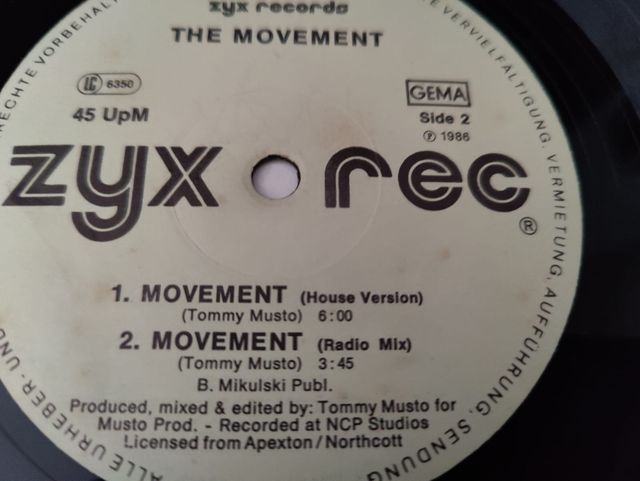 zyx records
THE MOVEMENT
LC 6350
GEMA
45 UpM
Side 2
℗ 1986
zyx rec ®
1. MOVEMENT (House Version)
(Tommy Musto) 6:00
2. MOVEMENT (Radio Mix)
(Tommy Musto) 3:45
B. Mikulski Publ.
Produced, mixed & edited by: Tommy Musto for
Musto Prod. - Recorded at NCP Studios
Licensed from Apexton/Northcott
ALLE URHEBER- UND
RECHTE VORBEHAL
VERVIELFÄLTIGUNG, VERMIETUNG, AUFFÜHRUNG, SENDUNG